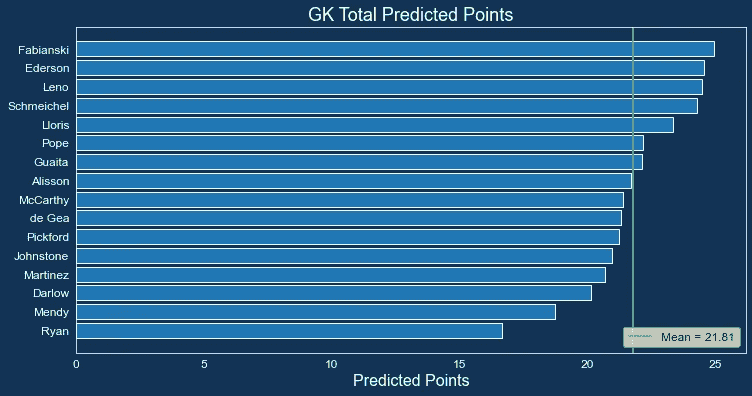 GK Total Predicted Points
Fabianski
Ederson
Leno
Schmeichel
Lloris
Pope
Guaita
Alisson
McCarthy
de Gea
Pickford
Johnstone
Martinez
Darlow
Mendy
Ryan
Mean = 21.81
0 5 10 15 20 25
Predicted Points